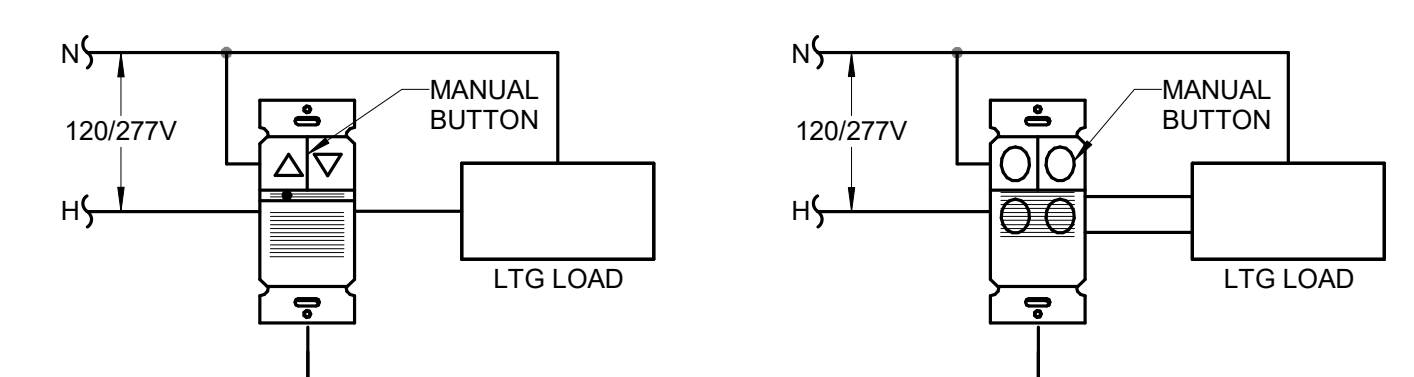 N
MANUAL
BUTTON
120/277V
H
LTG LOAD
N
MANUAL
BUTTON
120/277V
H
LTG LOAD